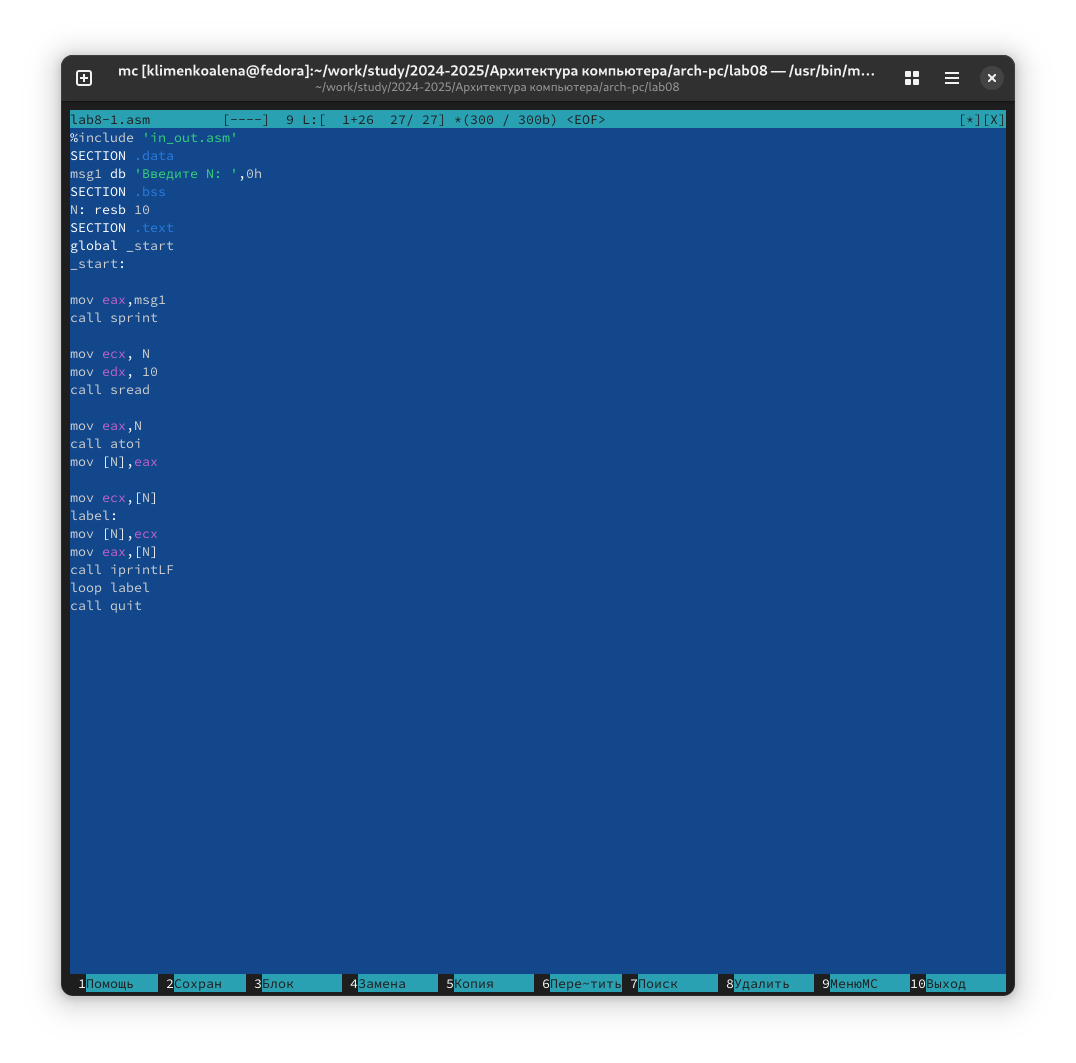 mc [klimenkoalena@fedora]:~/work/study/2024-2025/Архитектура компьютера/arch-pc/lab08 — /usr/bin/m…
~/work/study/2024-2025/Архитектура компьютера/arch-pc/lab08
lab8-1.asm [----] 9 L:[ 1+26 27/ 27] *(300 / 300b) <EOF> [*][X]
%include 'in_out.asm'
SECTION .data
msg1 db 'Введите N: ',0h
SECTION .bss
N: resb 10
SECTION .text
global _start
_start:
mov eax,msg1
call sprint
mov ecx, N
mov edx, 10
call sread
mov eax,N
call atoi
mov [N],eax
mov ecx,[N]
label:
mov [N],ecx
mov eax,[N]
call iprintLF
loop label
call quit
1Помощь 2Сохран 3Блок 4Замена 5Копия 6Пере~тить 7Поиск 8Удалить 9МенюMC 10Выход